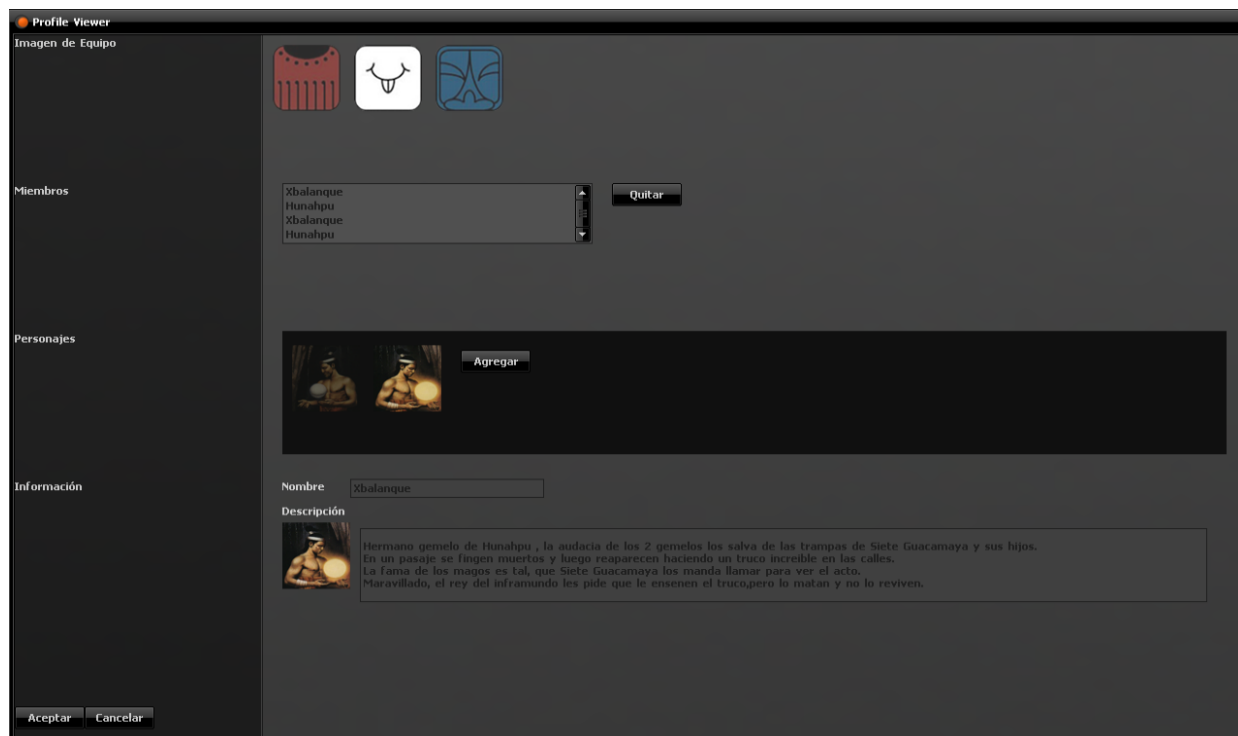 Profile Viewer
Imagen de Equipo
Miembros
Xbalanque
Hunahpu
Xbalanque
Hunahpu
Quitar
Personajes
Agregar
Información
Nombre
Xbalanque
Descripción
Hermano gemelo de Hunahpu , la audacia de los 2 gemelos los salva de las trampas de Siete Guacamaya y sus hijos.
En un pasaje se fingen muertos y luego reaparecen haciendo un truco increible en las calles.
La fama de los magos es tal, que Siete Guacamaya los manda llamar para ver el acto.
Maravillado, el rey del inframundo les pide que le ensenen el truco,pero lo matan y no lo reviven.
Aceptar Cancelar